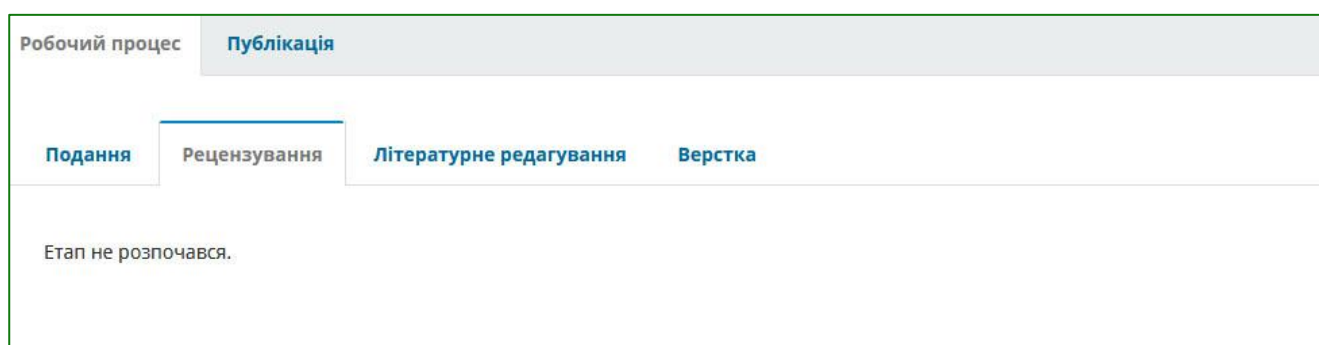 Робочий процес Публікація
Подання Рецензування Літературне редагування Верстка
Етап не розпочався.